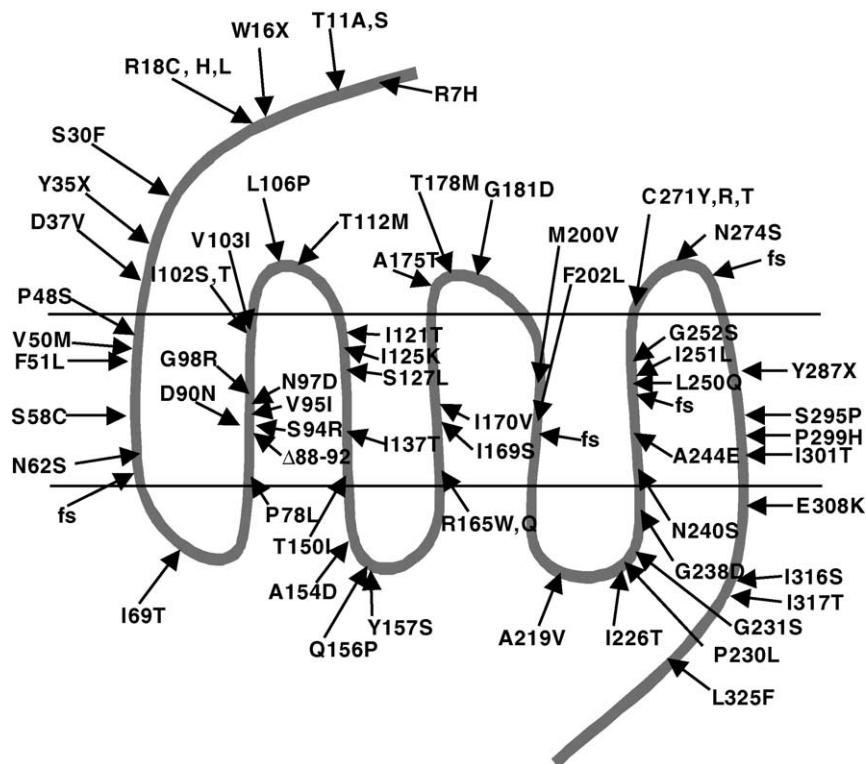 T11A,S
W16X
R18C, H,L
R7H
S30F
Y35X
D37V
L106P
T112M
T178M
G181D
C271Y,R,T
N274S
V103I
I102S,T
A175T
M200V
F202L
fs
P48S
V50M
F51L
G98R
D90N
N97D
V95I
S94R
Δ88-92
I121T
I125K
S127L
I137T
I170V
I169S
fs
G252S
I251L
L250Q
fs
Y287X
S295P
P299H
I301T
S58C
N62S
fs
A244E
E308K
P78L
T150I
R165W,Q
N240S
G238D
I69T
A154D
Q156P
Y157S
A219V
I226T
I316S
I317T
G231S
P230L
L325F